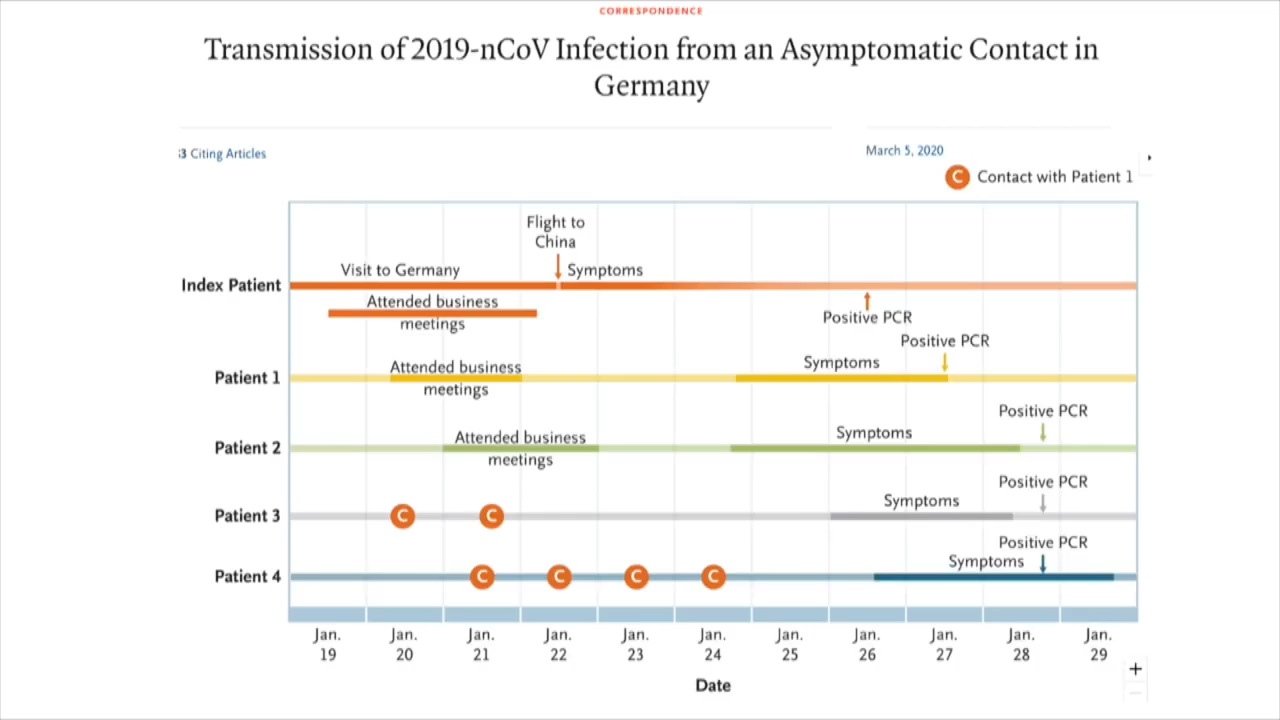 CORRESPONDENCE
Transmission of 2019-nCoV Infection from an Asymptomatic Contact in
Germany
3 Citing Articles
March 5, 2020
C Contact with Patient 1
Flight to
China
Visit to Germany
Symptoms
Index Patient
Attended business
meetings
Positive PCR
Positive PCR
Attended business
Symptoms
Patient 1
meetings
Positive PCR
Attended business
Symptoms
Patient 2
meetings
Positive PCR
Symptoms
Patient 3
C
C
Positive PCR
Symptoms
Patient 4
C
C
C
C
Jan. Jan. Jan. Jan. Jan. Jan. Jan. Jan. Jan. Jan. Jan.
19 20 21 22 23 24 25 26 27 28 29
Date